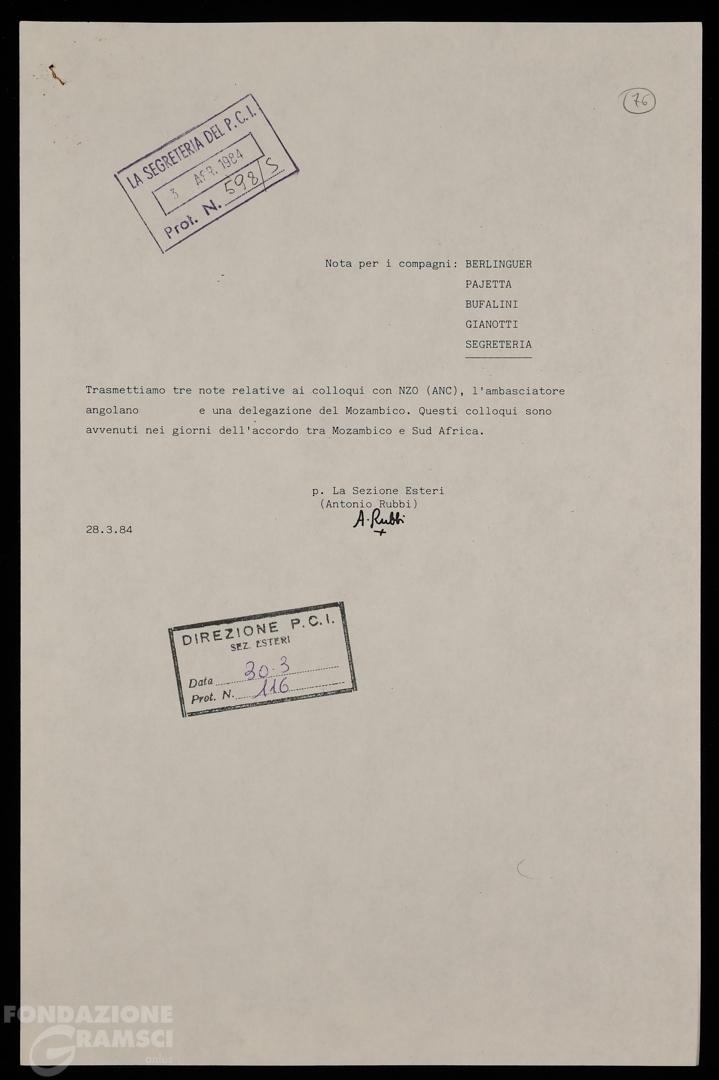 76
LA SEGRETERIA DEL P.C.I.
3 APR. 1984
Prot. N. 598/S
Nota per i compagni: BERLINGUER
PAJETTA
BUFALINI
GIANOTTI
SEGRETERIA
Trasmettiamo tre note relative ai colloqui con NZO (ANC), l'ambasciatore
angolano e una delegazione del Mozambico. Questi colloqui sono
avvenuti nei giorni dell'accordo tra Mozambico e Sud Africa.
p. La Sezione Esteri
(Antonio Rubbi)
A. Rubbi
28.3.84
DIREZIONE P.C.I.
SEZ. ESTERI
Data 30.3
Prot. N. 116
FONDAZIONE
GRAMSCI
onlus